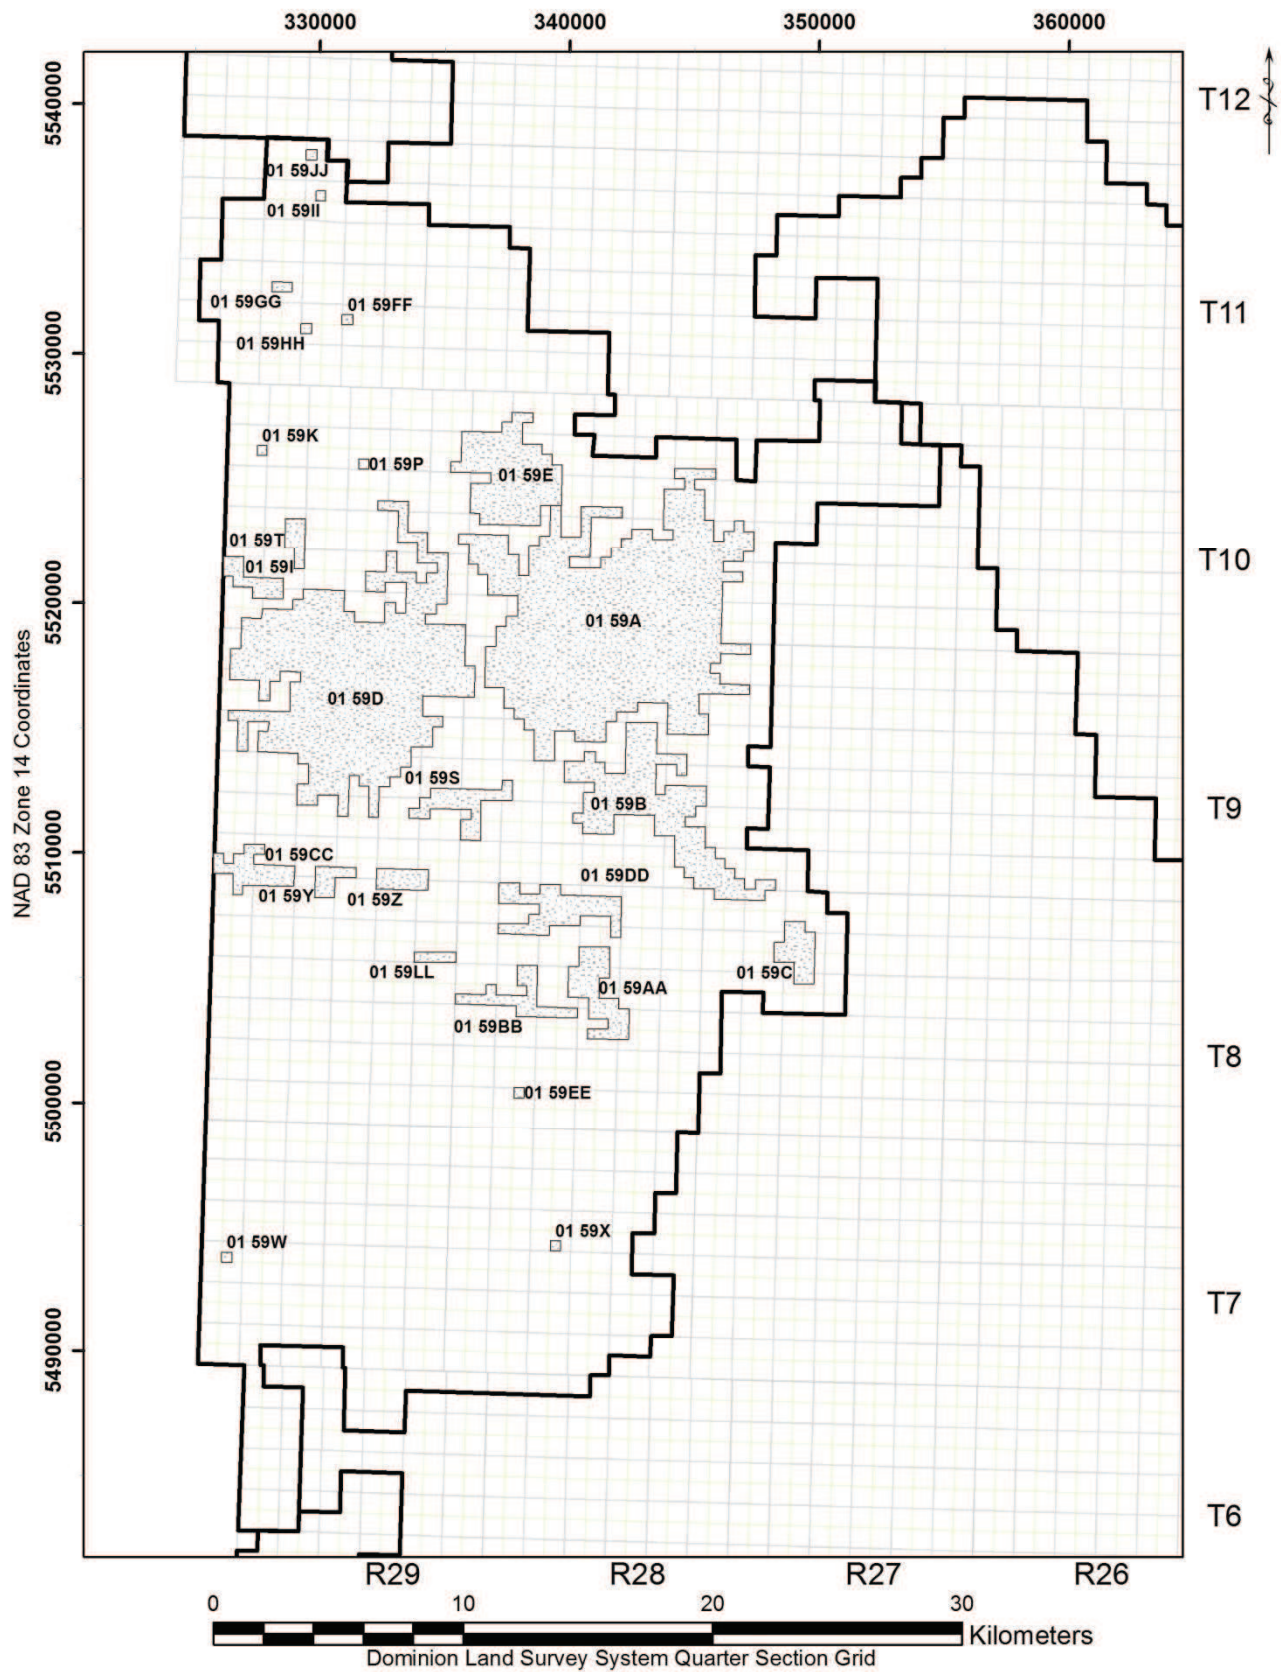 330000 340000 350000 360000
5540000
T12
01 59JJ
01 59II
01 59GG
01 59FF
T11
01 59HH
5530000
01 59K
01 59P
01 59E
01 59T
T10
01 59I
5520000
01 59A
01 59D
NAD 83 Zone 14 Coordinates
01 59S
01 59B
T9
5510000
01 59CC
01 59DD
01 59Y
01 59Z
01 59LL
01 59C
01 59AA
01 59BB
T8
5500000
01 59EE
01 59X
01 59W
T7
5490000
T6
R29 R28 R27 R26
0 10 20 30
Kilometers
Dominion Land Survey System Quarter Section Grid